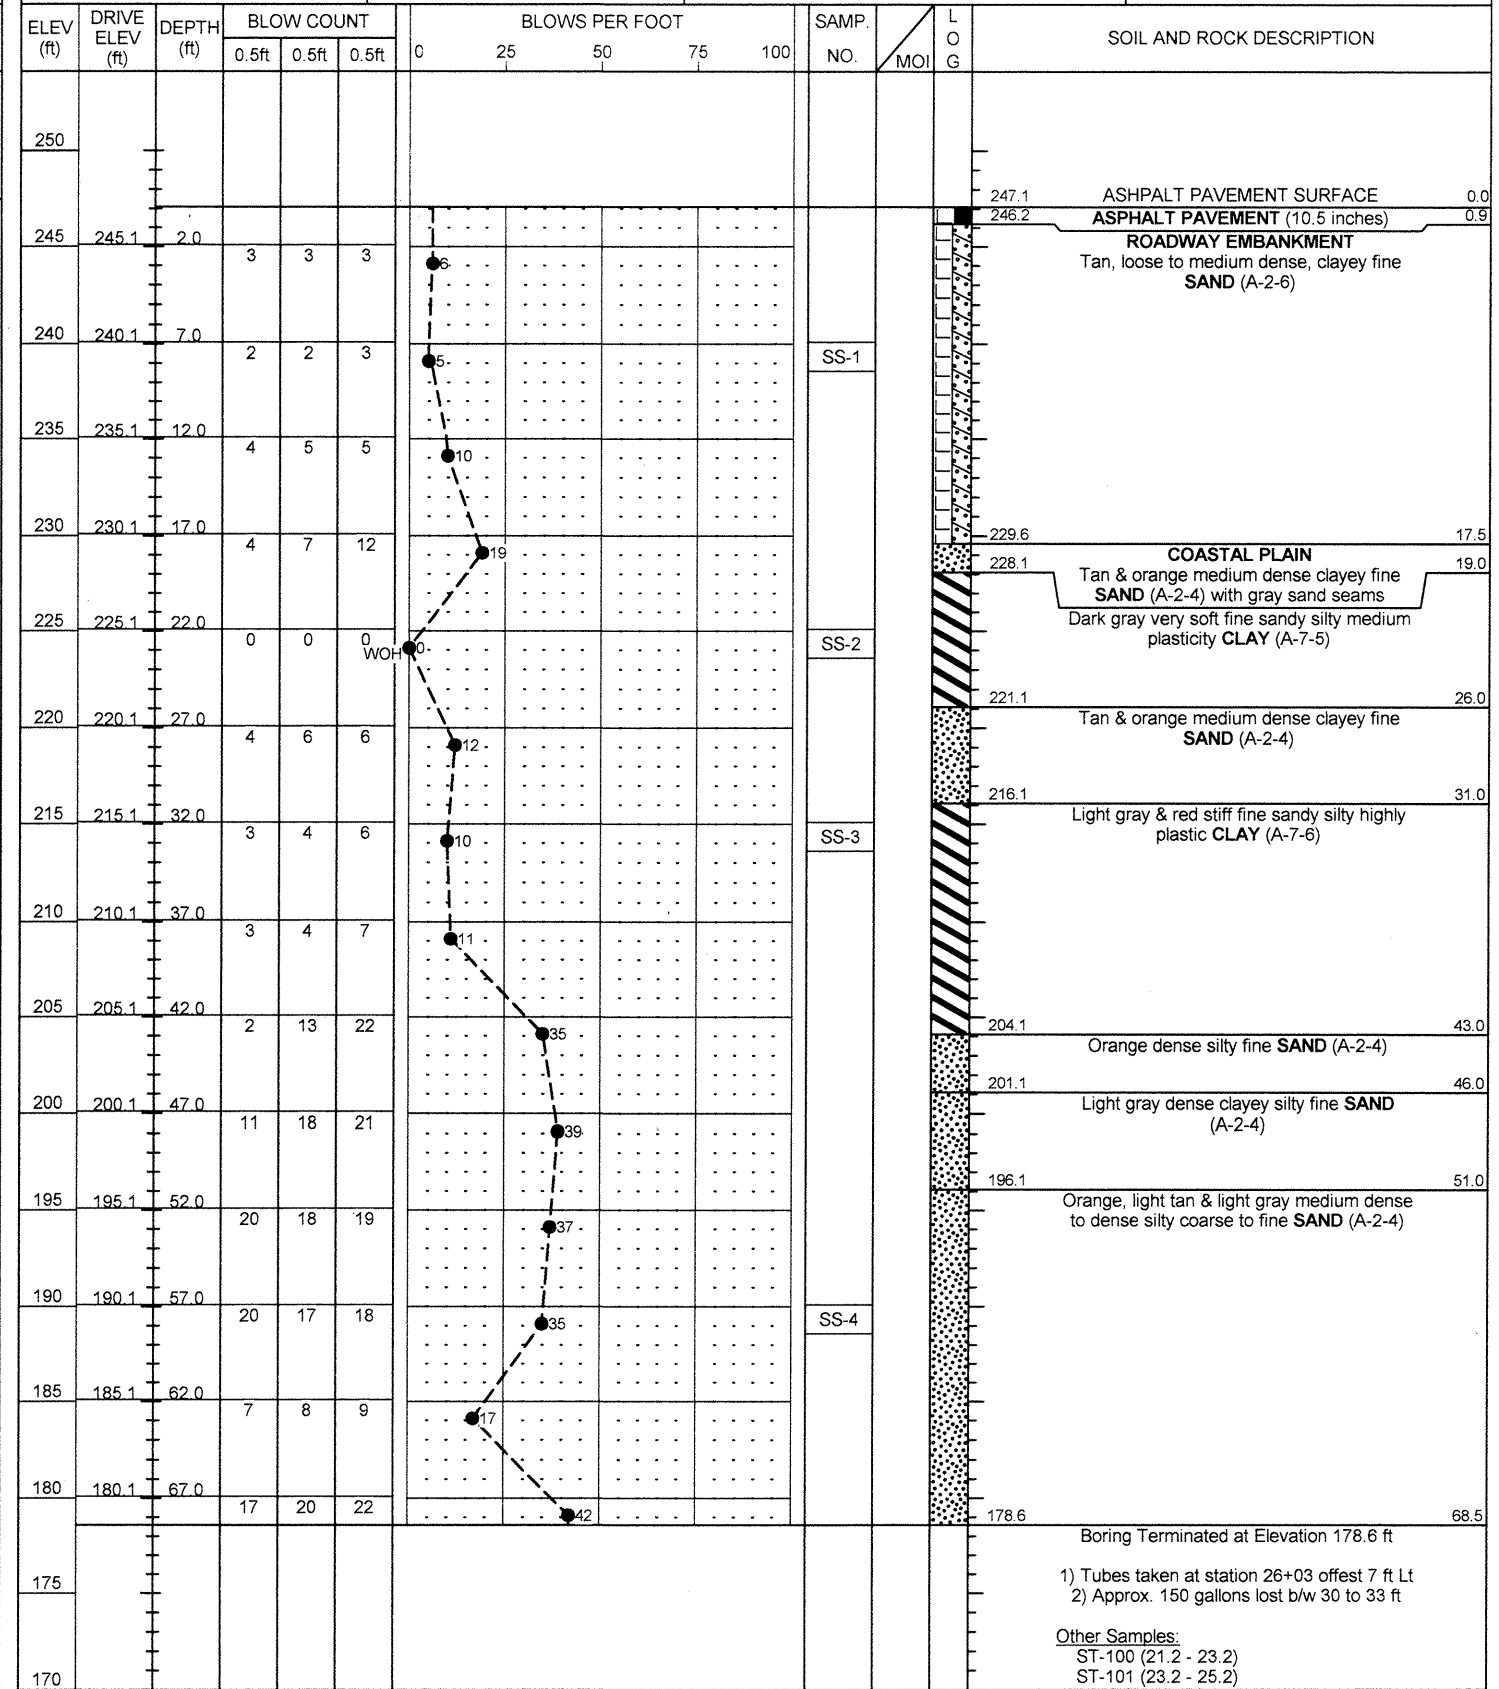 ELEV (ft) DRIVE ELEV (ft) DEPTH (ft) BLOW COUNT BLOWS PER FOOT SAMP. NO. MOI LOG SOIL AND ROCK DESCRIPTION
0.5ft 0.5ft 0.5ft 0 25 50 75 100
250
247.1 ASHPALT PAVEMENT SURFACE 0.0
246.2 ASPHALT PAVEMENT (10.5 inches) 0.9
245 245.1 2.0 ROADWAY EMBANKMENT
3 3 3 6 Tan, loose to medium dense, clayey fine
SAND (A-2-6)
240 240.1 7.0
2 2 3 5 SS-1
235 235.1 12.0
4 5 5 10
230 230.1 17.0
229.6 17.5
4 7 12 19 COASTAL PLAIN
228.1 19.0
Tan & orange medium dense clayey fine
SAND (A-2-4) with gray sand seams
225 225.1 22.0 Dark gray very soft fine sandy silty medium
0 0 0 WOH 0 SS-2 plasticity CLAY (A-7-5)
221.1 26.0
220 220.1 27.0 Tan & orange medium dense clayey fine
4 6 6 12 SAND (A-2-4)
216.1 31.0
215 215.1 32.0 Light gray & red stiff fine sandy silty highly
3 4 6 10 SS-3 plastic CLAY (A-7-6)
210 210.1 37.0
3 4 7 11
205 205.1 42.0
2 13 22 35
204.1 43.0
Orange dense silty fine SAND (A-2-4)
201.1 46.0
200 200.1 47.0 Light gray dense clayey silty fine SAND
11 18 21 39 (A-2-4)
196.1 51.0
195 195.1 52.0 Orange, light tan & light gray medium dense
20 18 19 37 to dense silty coarse to fine SAND (A-2-4)
190 190.1 57.0
20 17 18 35 SS-4
185 185.1 62.0
7 8 9 17
180 180.1 67.0
17 20 22 42
178.6 68.5
Boring Terminated at Elevation 178.6 ft
175
1) Tubes taken at station 26+03 offest 7 ft Lt
2) Approx. 150 gallons lost b/w 30 to 33 ft
Other Samples:
ST-100 (21.2 - 23.2)
170 ST-101 (23.2 - 25.2)